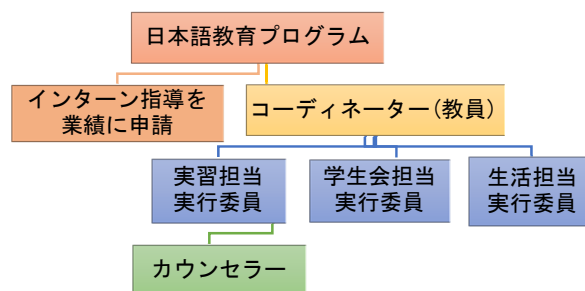 日本語教育プログラム
インターン指導を
業績に申請
コーディネーター(教員)
実習担当
実行委員
学生会担当
実行委員
生活担当
実行委員
カウンセラー